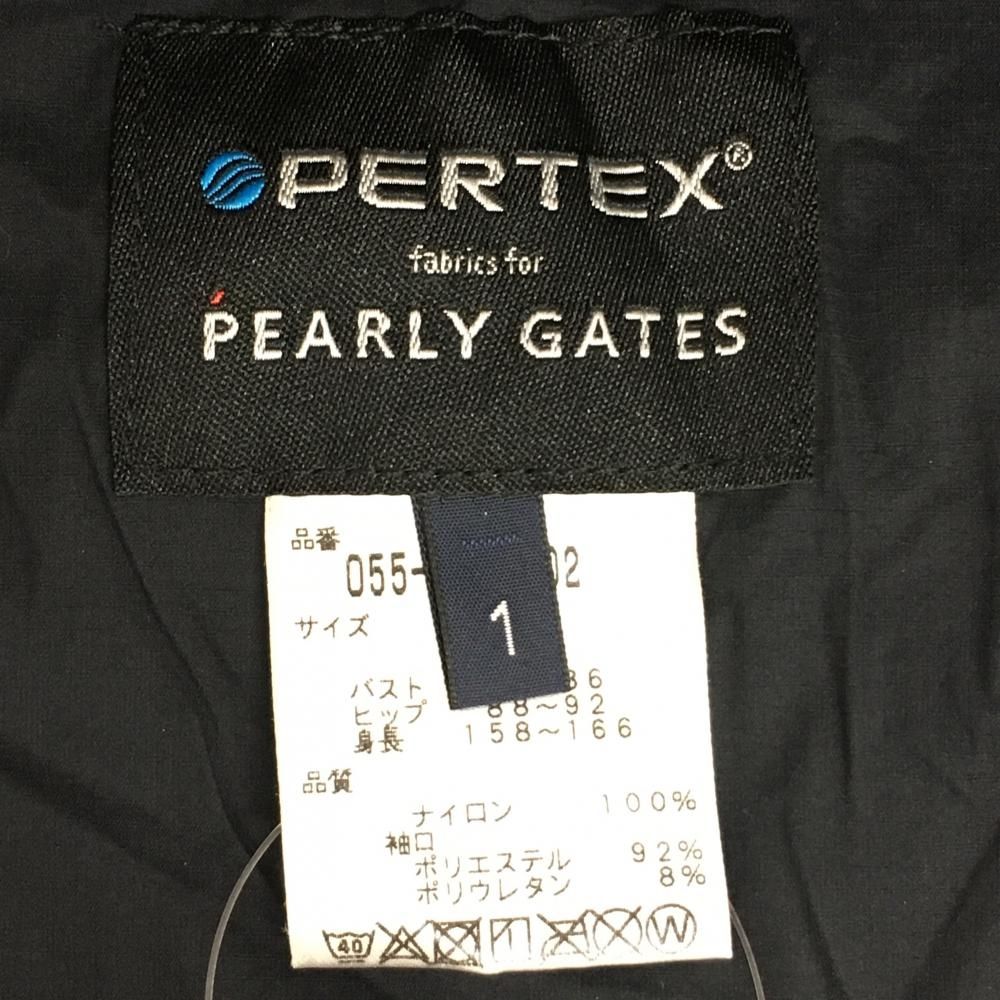 PERTEX®
fabrics for
PEARLY GATES
1
品番
055- 02
サイズ
バスト 86
ヒップ 88~92
身長 158~166
品質
ナイロン 100%
袖口
ポリエステル 92%
ポリウレタン 8%
40 W